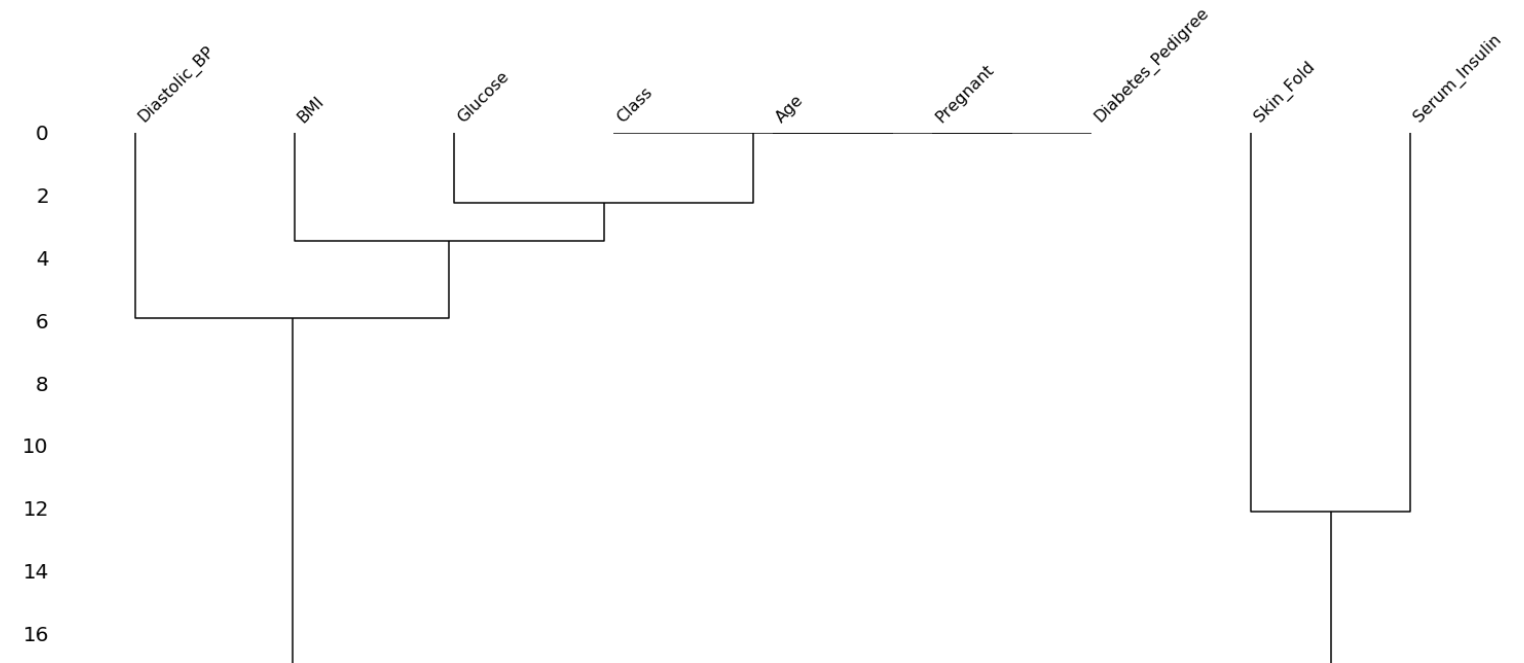 Diastolic_BP
BMI
Glucose
Class
Age
Pregnant
Diabetes_Pedigree
Skin_Fold
Serum_Insulin
0
2
4
6
8
10
12
14
16